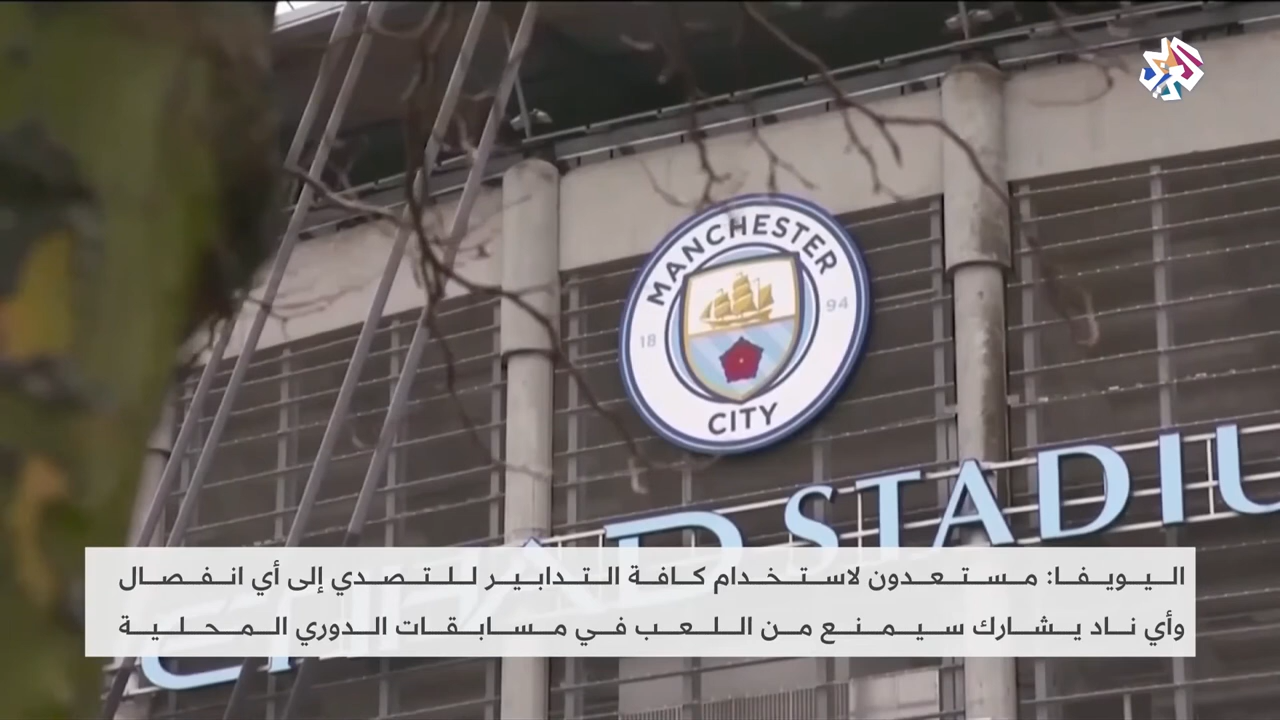 MANCHESTER
18 94
CITY
ETIHAD STADIU
اليويفا: مستعدون لاستخدام كافة التدابير للتصدي إلى أي انفصال
وأي ناد يشارك سيمنع من اللعب في مسابقات الدوري المحلية